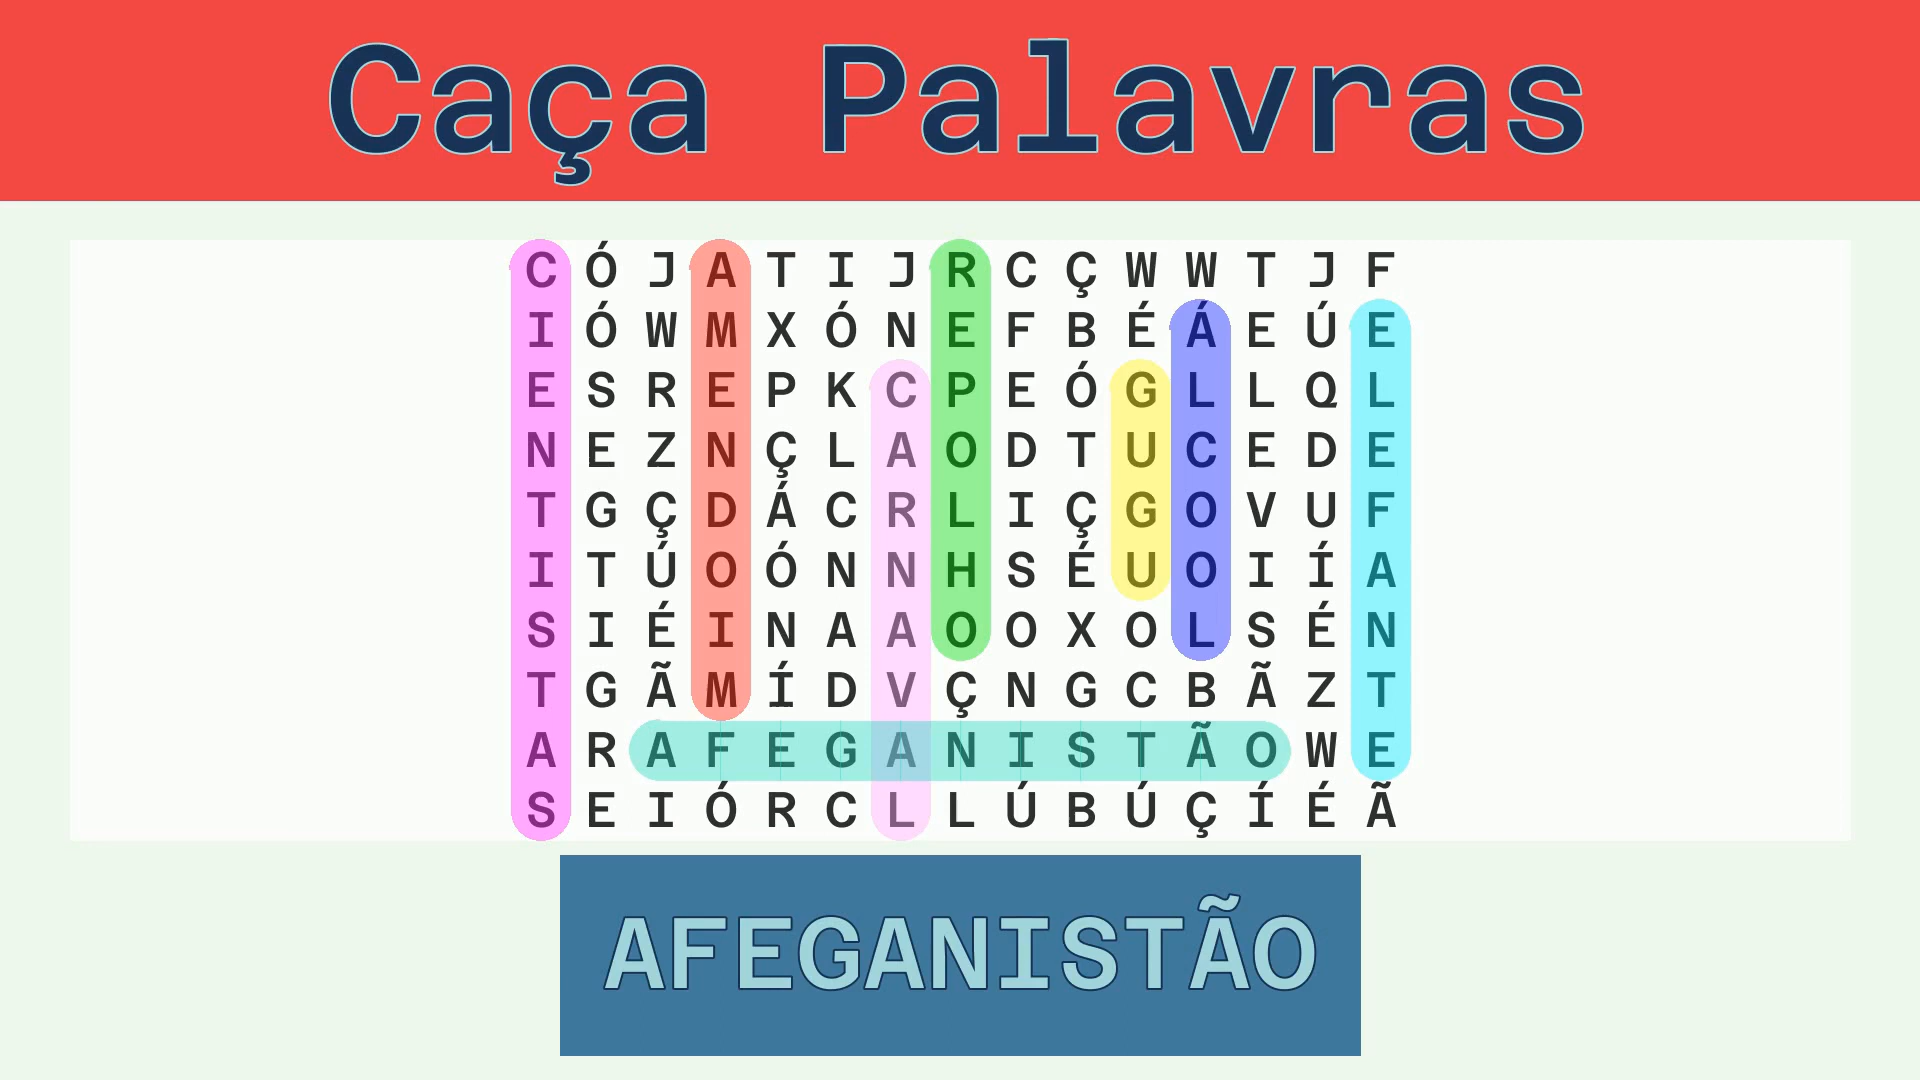 Caça Palavras
C Ó J A T I J R C Ç W W T J F
I Ó W M X Ó N E F B É Á E Ú E
E S R E P K C P E Ó G L L Q L
N E Z N Ç L A O D T U C E D E
T G Ç D Á C R L I Ç G O V U F
I T Ú O Ó N N H S É U O I Í A
S I É I N A A O O X O L S É N
T G Ã M Í D V Ç N G C B Ã Z T
A R A F E G A N I S T Ã O W E
S E I Ó R C L L Ú B Ú Ç Í É Ã
AFEGANISTÃO